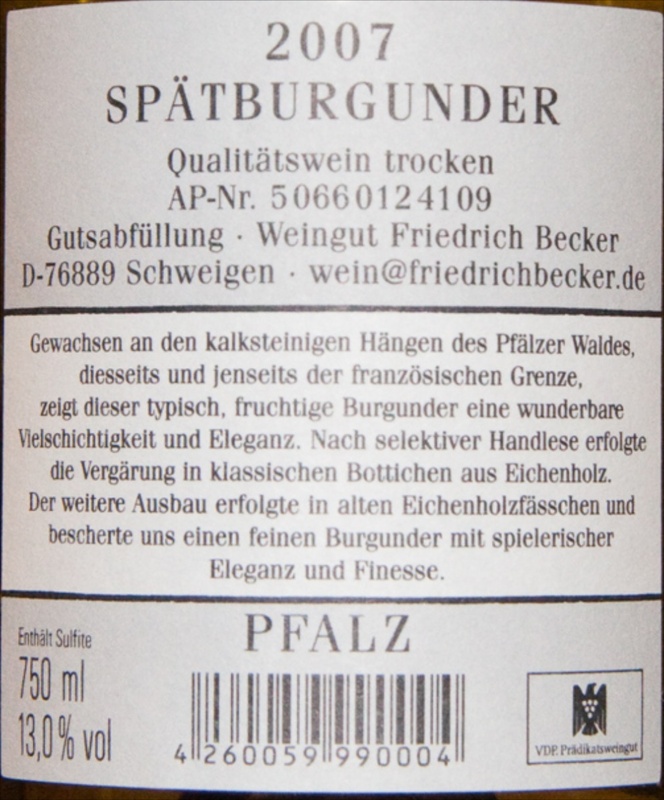 2007
SPÄTBURGUNDER
Qualitätswein trocken
AP-Nr. 50660124109
Gutsabfüllung · Weingut Friedrich Becker
D-76889 Schweigen · wein@friedrichbecker.de
Gewachsen an den kalksteinigen Hängen des Pfälzer Waldes,
diesseits und jenseits der französischen Grenze,
zeigt dieser typisch, fruchtige Burgunder eine wunderbare
Vielschichtigkeit und Eleganz. Nach selektiver Handlese erfolgte
die Vergärung in klassischen Bottichen aus Eichenholz.
Der weitere Ausbau erfolgte in alten Eichenholzfässchen und
bescherte uns einen feinen Burgunder mit spielerischer
Eleganz und Finesse.
PFALZ
Enthält Sulfite
750 ml
13,0% vol
4 260059 990004
VDP. Prädikatsweingut